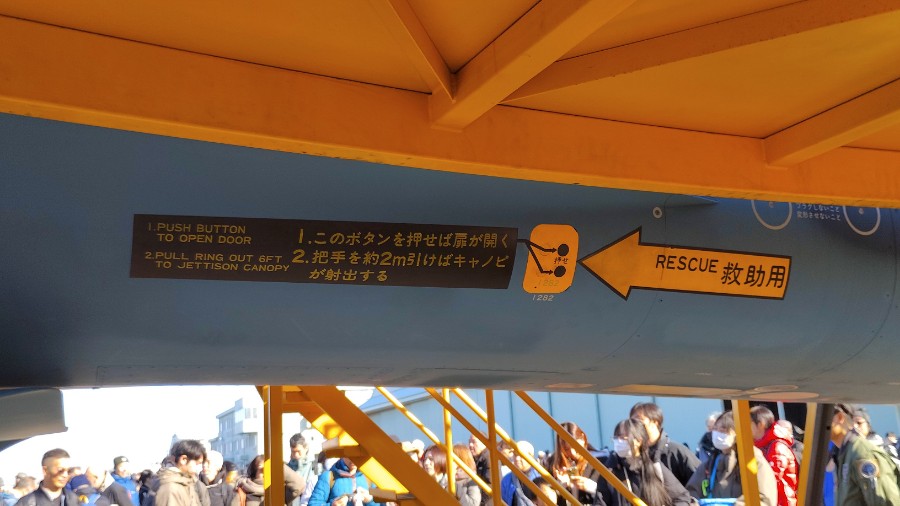 1.PUSH BUTTON
TO OPEN DOOR
2.PULL RING OUT 6FT
TO JETTISON CANOPY
1.このボタンを押せば扉が開く
2.把手を約2m引けばキャノピ
が射出する
押せ
1282
RESCUE 救助用